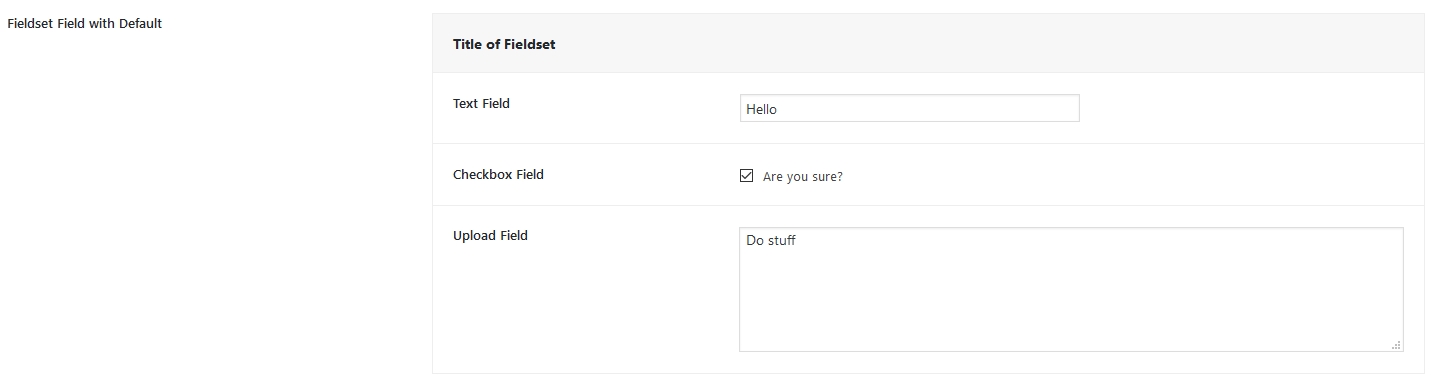 Fieldset Field with Default
Title of Fieldset
Text Field
Hello
Checkbox Field
Are you sure?
Upload Field
Do stuff